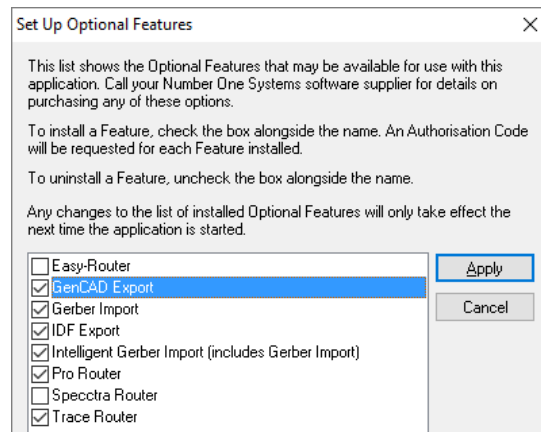 Set Up Optional Features
This list shows the Optional Features that may be available for use with this
application. Call your Number One Systems software supplier for details on
purchasing any of these options.
To install a Feature, check the box alongside the name. An Authorisation Code
will be requested for each Feature installed.
To uninstall a Feature, uncheck the box alongside the name.
Any changes to the list of installed Optional Features will only take effect the
next time the application is started.
Easy-Router
GenCAD Export
Gerber Import
IDF Export
Intelligent Gerber Import (includes Gerber Import)
Pro Router
Specctra Router
Trace Router
Apply
Cancel